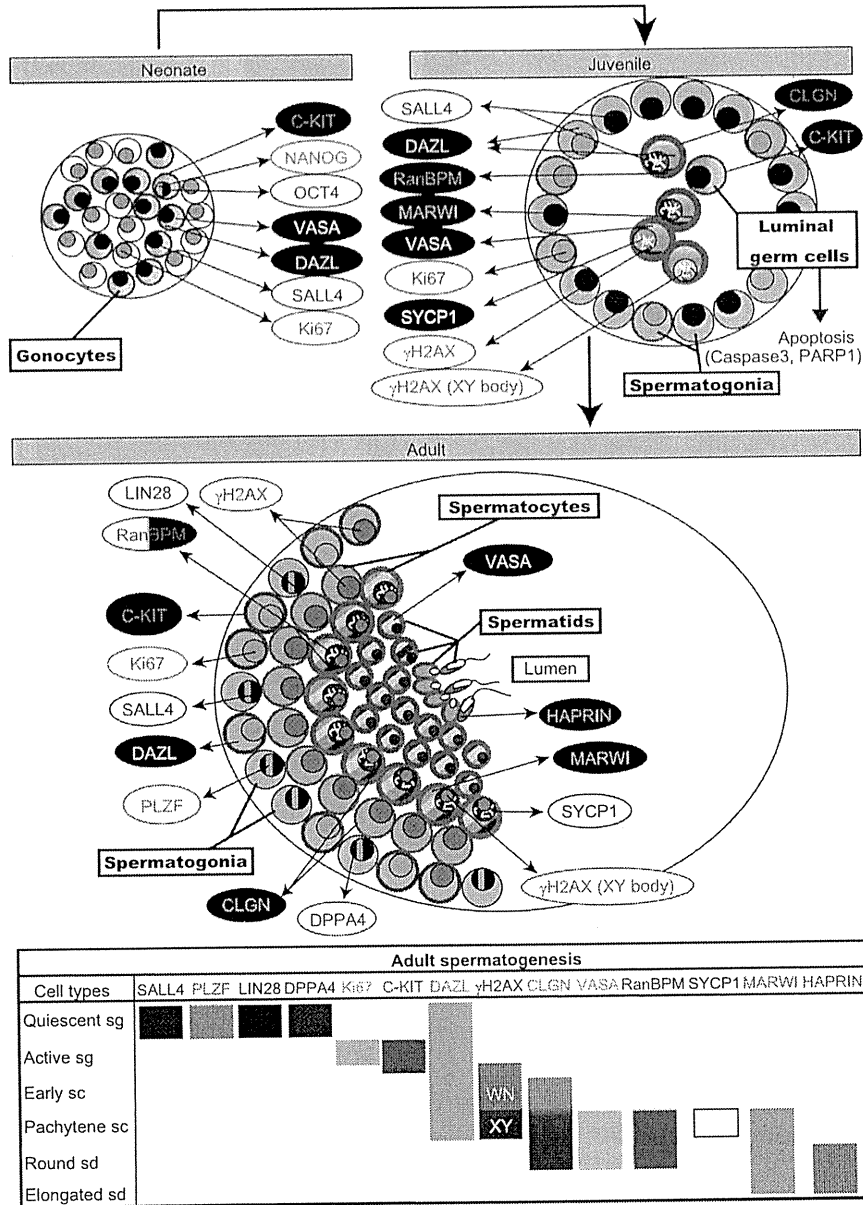 Neonate
C-KIT
NANOG
OCT4
VASA
DAZL
SALL4
Ki67
Gonocytes
Juvenile
SALL4
DAZL
RanBPM
MARWI
VASA
Ki67
SYCP1
γH2AX
γH2AX (XY body)
CLGN
C-KIT
Luminal
germ cells
Apoptosis
(Caspase3, PARP1)
Spermatogonia
Adult
LIN28
γH2AX
RanBPM
C-KIT
Ki67
SALL4
DAZL
PLZF
Spermatogonia
CLGN
DPPA4
Spermatocytes
VASA
Spermatids
Lumen
HAPRIN
MARWI
SYCP1
γH2AX (XY body)
Adult spermatogenesis
Cell types SALL4 PLZF LIN28 DPPA4 Ki67 C-KIT DAZL γH2AX CLGN VASA RanBPM SYCP1 MARWI HAPRIN
Quiescent sg
Active sg
Early sc WN
Pachytene sc XY
Round sd
Elongated sd